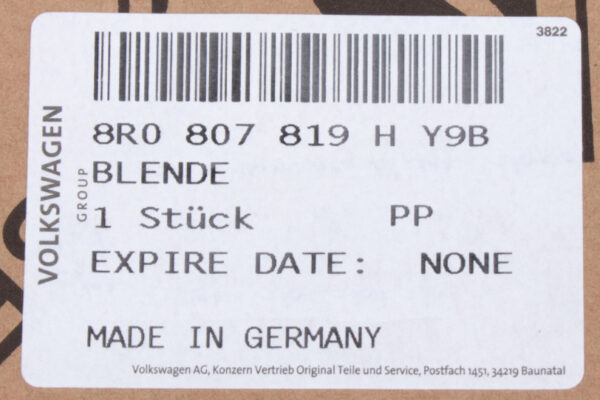 3822
8R0 807 819 H Y9B
BLENDE
1 Stück PP
EXPIRE DATE: NONE
MADE IN GERMANY
Volkswagen AG, Konzern Vertrieb Original Teile und Service, Postfach 1451, 34219 Baunatal
VOLKSWAGEN
GROUP